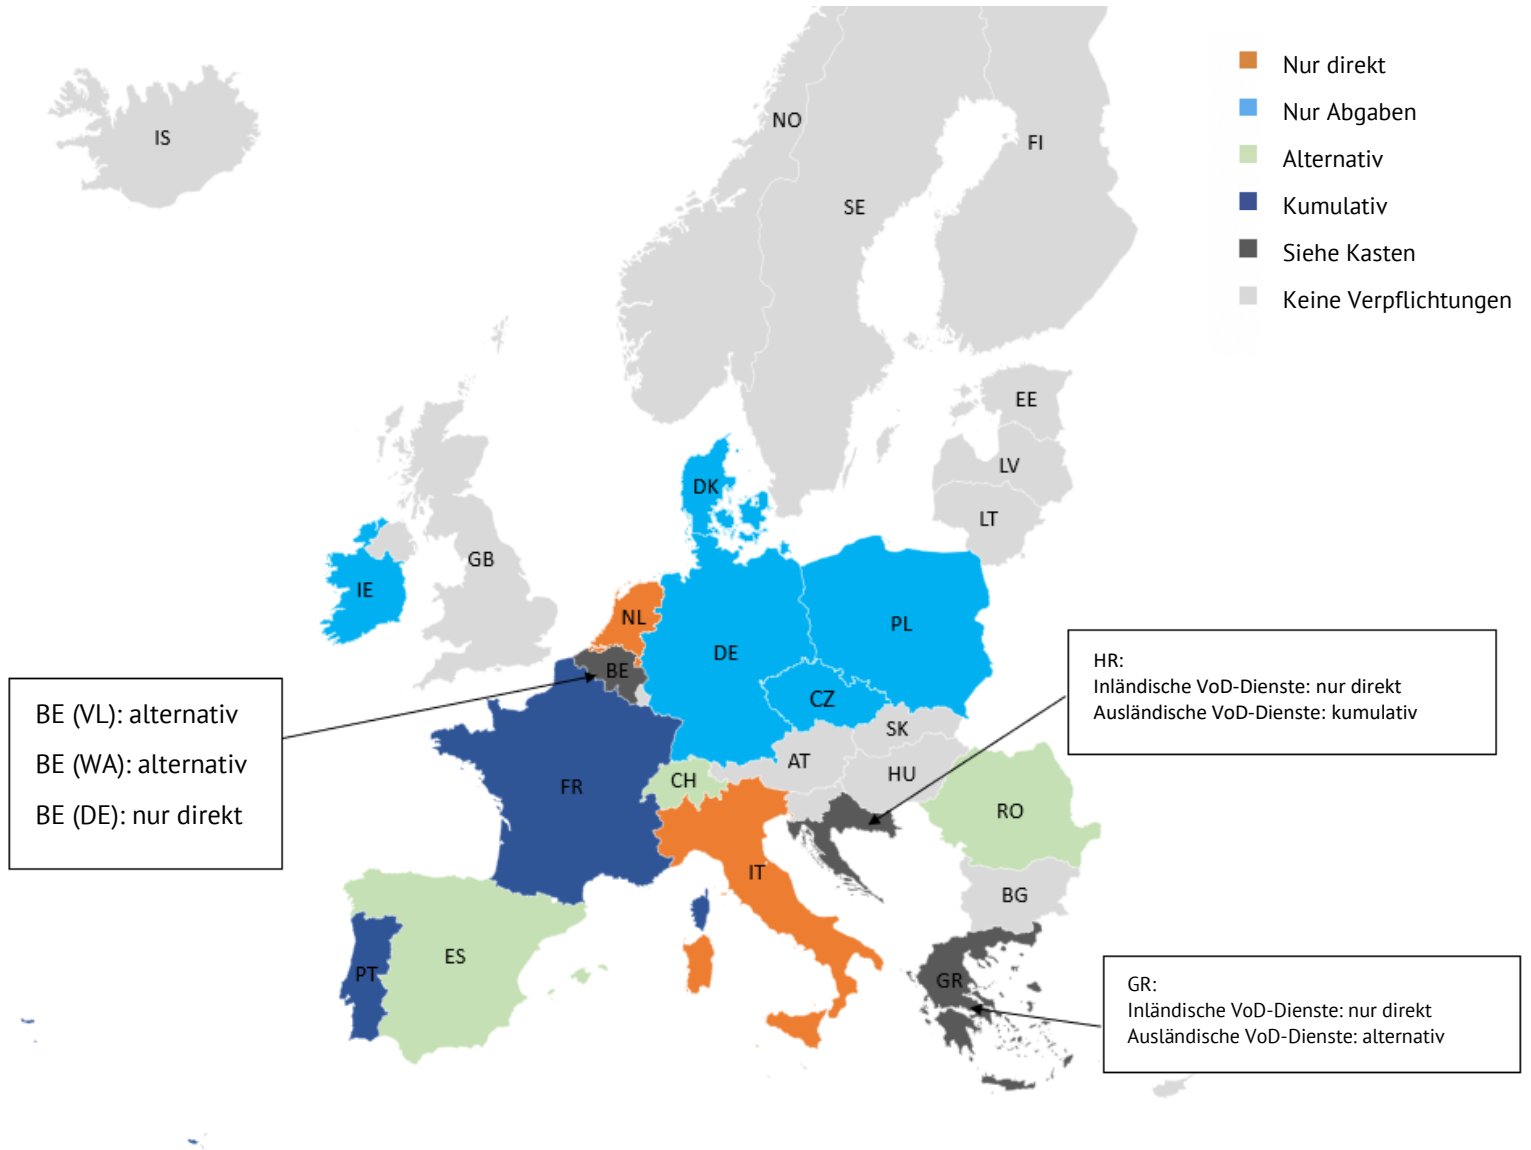 Nur direkt
Nur Abgaben
Alternativ
Kumulativ
Siehe Kasten
Keine Verpflichtungen
IS
NO
FI
SE
EE
LV
LT
DK
GB
IE
NL
PL
DE
BE
CZ
SK
AT
HU
CH
FR
RO
IT
BG
ES
PT
GR
BE (VL): alternativ
BE (WA): alternativ
BE (DE): nur direkt
HR:
Inländische VoD-Dienste: nur direkt
Ausländische VoD-Dienste: kumulativ
GR:
Inländische VoD-Dienste: nur direkt
Ausländische VoD-Dienste: alternativ